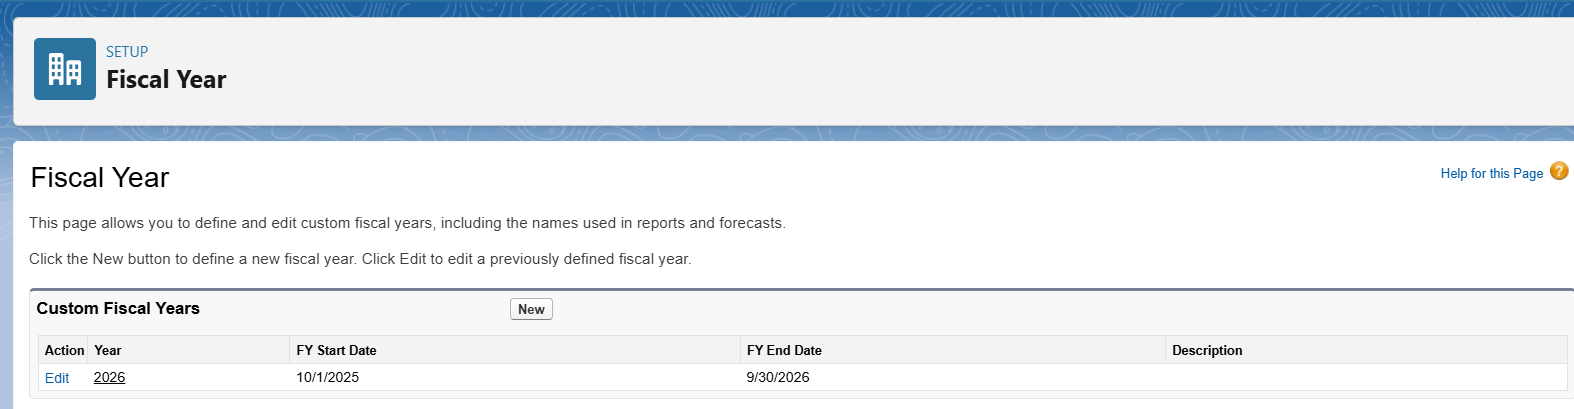 SETUP
Fiscal Year
Fiscal Year
Help for this Page ?
This page allows you to define and edit custom fiscal years, including the names used in reports and forecasts.
Click the New button to define a new fiscal year. Click Edit to edit a previously defined fiscal year.
Custom Fiscal Years New
Action Year FY Start Date FY End Date Description
Edit 2026 10/1/2025 9/30/2026